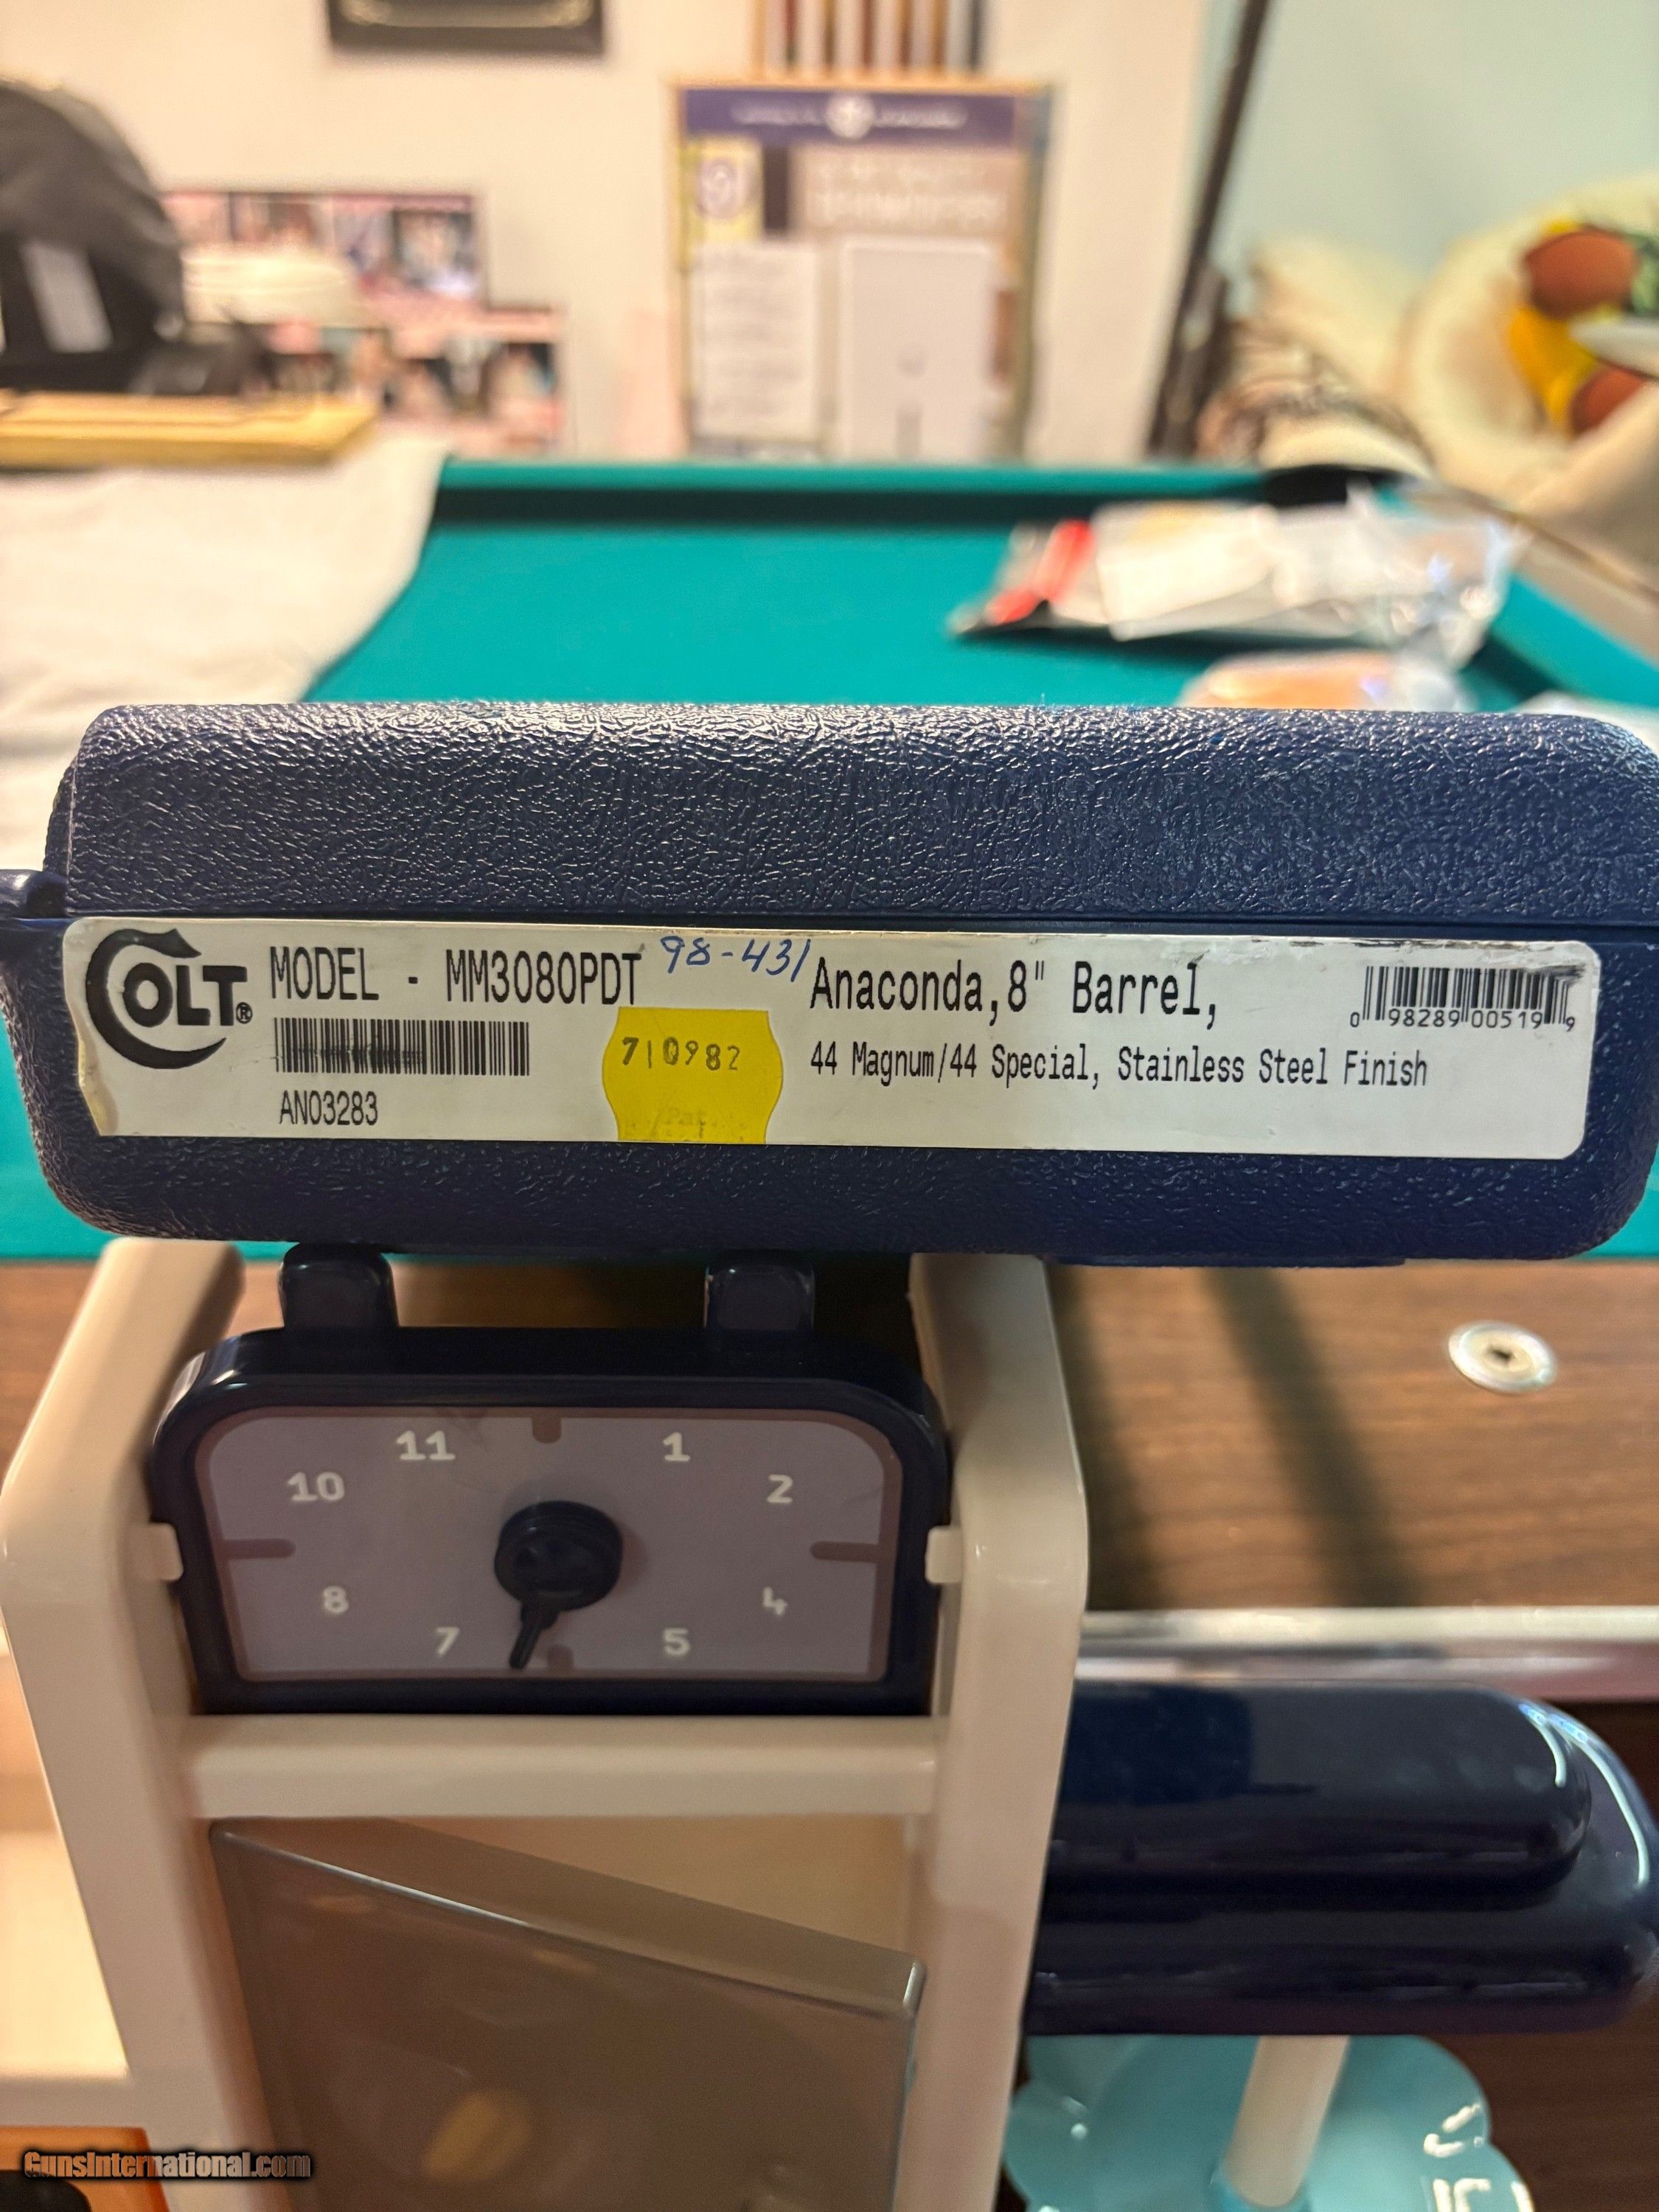 COLT®
MODEL - MM3080PDT
98-431
Anaconda,8" Barrel,
0 98289 00519 9
710982
44 Magnum/44 Special, Stainless Steel Finish
AN03283
Pat.
11
1
10
2
8
4
7
5
GunsInternational.com